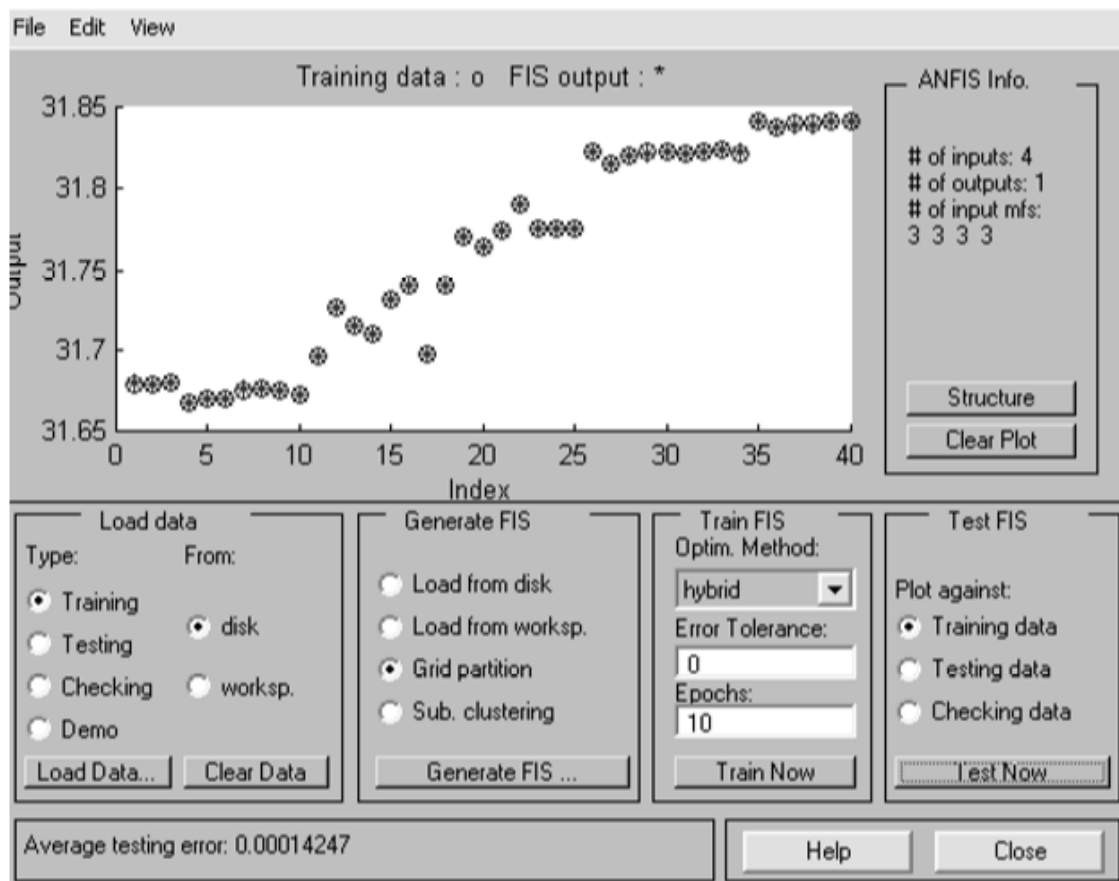 File Edit View
Training data : o FIS output : *
31.85
31.8
31.75
31.7
31.65
Output
0 5 10 15 20 25 30 35 40
Index
ANFIS Info.
# of inputs: 4
# of outputs: 1
# of input mfs:
3 3 3 3
Structure
Clear Plot
Load data
Type: From:
Training
Testing
Checking
Demo
disk
worksp.
Load Data... Clear Data
Generate FIS
Load from disk
Load from worksp.
Grid partition
Sub. clustering
Generate FIS ...
Train FIS
Optim. Method:
hybrid
Error Tolerance:
0
Epochs:
10
Train Now
Test FIS
Plot against:
Training data
Testing data
Checking data
Test Now
Average testing error: 0.00014247
Help Close